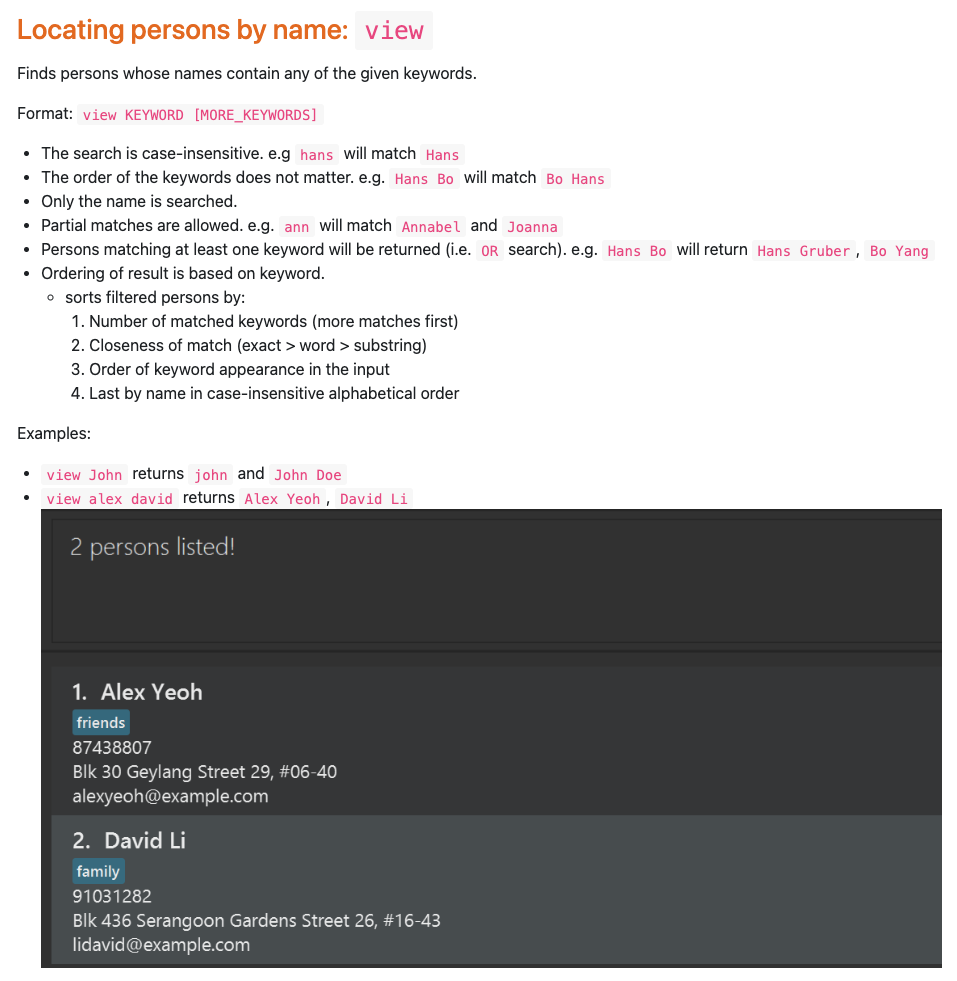 Locating persons by name: view
Finds persons whose names contain any of the given keywords.
Format: view KEYWORD [MORE_KEYWORDS]
• The search is case-insensitive. e.g hans will match Hans
• The order of the keywords does not matter. e.g. Hans Bo will match Bo Hans
• Only the name is searched.
• Partial matches are allowed. e.g. ann will match Annabel and Joanna
• Persons matching at least one keyword will be returned (i.e. OR search). e.g. Hans Bo will return Hans Gruber, Bo Yang
• Ordering of result is based on keyword.
◦ sorts filtered persons by:
1. Number of matched keywords (more matches first)
2. Closeness of match (exact > word > substring)
3. Order of keyword appearance in the input
4. Last by name in case-insensitive alphabetical order
Examples:
• view John returns john and John Doe
• view alex david returns Alex Yeoh, David Li
2 persons listed!
1. Alex Yeoh
friends
87438807
Blk 30 Geylang Street 29, #06-40
alexyeoh@example.com
2. David Li
family
91031282
Blk 436 Serangoon Gardens Street 26, #16-43
lidavid@example.com